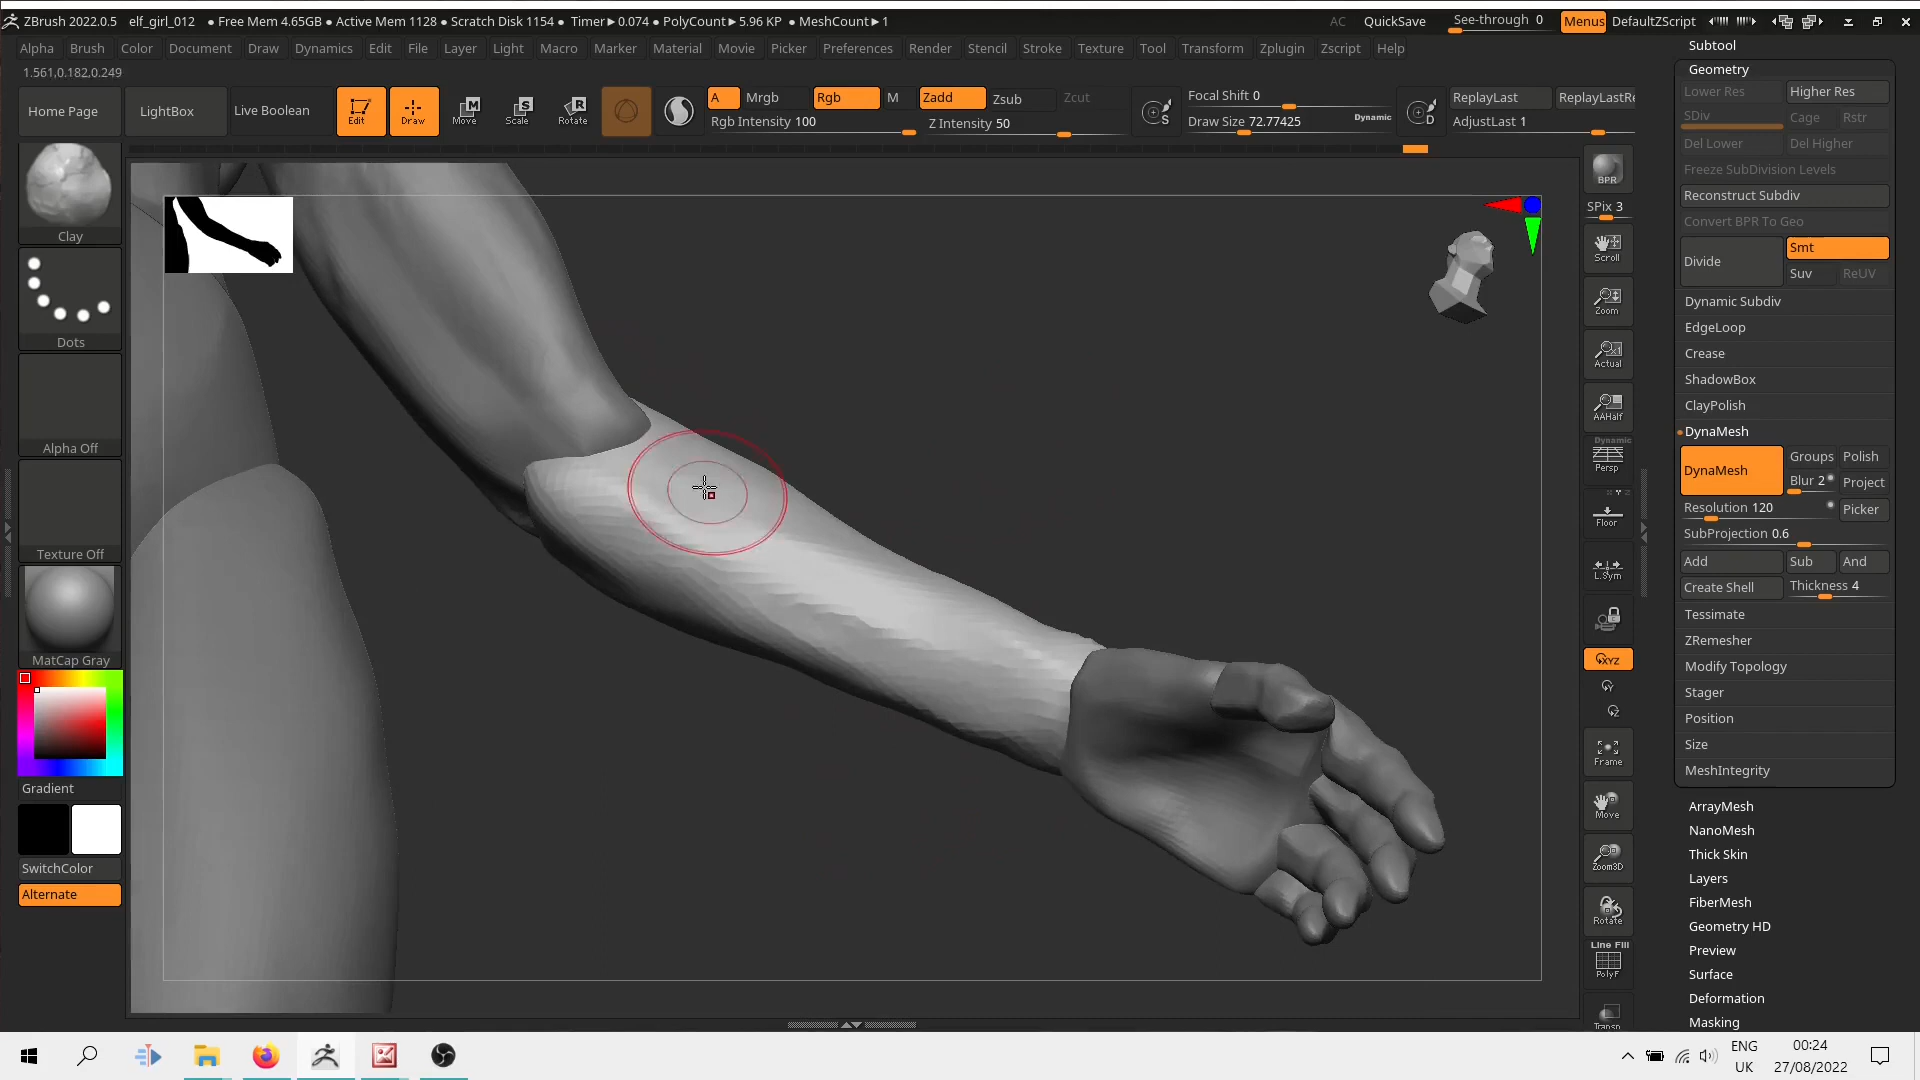 ZBrush 2022.0.5 elf_girl_012 ● Free Mem 4.65GB ● Active Mem 1128 ● Scratch Disk 1154 ● Timer▶0.074 ● PolyCount▶5.96 KP ● MeshCount▶1 AC QuickSave See-through 0 Menus DefaultZScript
Alpha Brush Color Document Draw Dynamics Edit File Layer Light Macro Marker Material Movie Picker Preferences Render Stencil Stroke Texture Tool Transform Zplugin Zscript Help
1.561,0.182,0.249
Home Page LightBox Live Boolean Edit Draw Move Scale Rotate
M S R
A Mrgb Rgb M Zadd Zsub Zcut
Rgb Intensity 100 Z Intensity 50
S Focal Shift 0
Draw Size 72.77425 Dynamic
D ReplayLast ReplayLastRe
AdjustLast 1
Clay
Dots
Alpha Off
Texture Off
MatCap Gray
Gradient
SwitchColor
Alternate
BPR
SPix 3
Scroll
Zoom
Actual
AAHalf
Dynamic
Persp
Floor
L.Sym
XYZ
Y
Z
Frame
Move
Zoom3D
Rotate
Line Fill
PolyF
Transp
Subtool
Geometry
Lower Res Higher Res
SDiv Cage Rstr
Del Lower Del Higher
Freeze SubDivision Levels
Reconstruct Subdiv
Convert BPR To Geo
Divide Smt
Suv ReUV
Dynamic Subdiv
EdgeLoop
Crease
ShadowBox
ClayPolish
DynaMesh
DynaMesh Groups Polish
Blur 2 Project
Resolution 120 Picker
SubProjection 0.6
Add Sub And
Create Shell Thickness 4
Tessimate
ZRemesher
Modify Topology
Stager
Position
Size
MeshIntegrity
ArrayMesh
NanoMesh
Thick Skin
Layers
FiberMesh
Geometry HD
Preview
Surface
Deformation
Masking
ENG
UK
00:24
27/08/2022